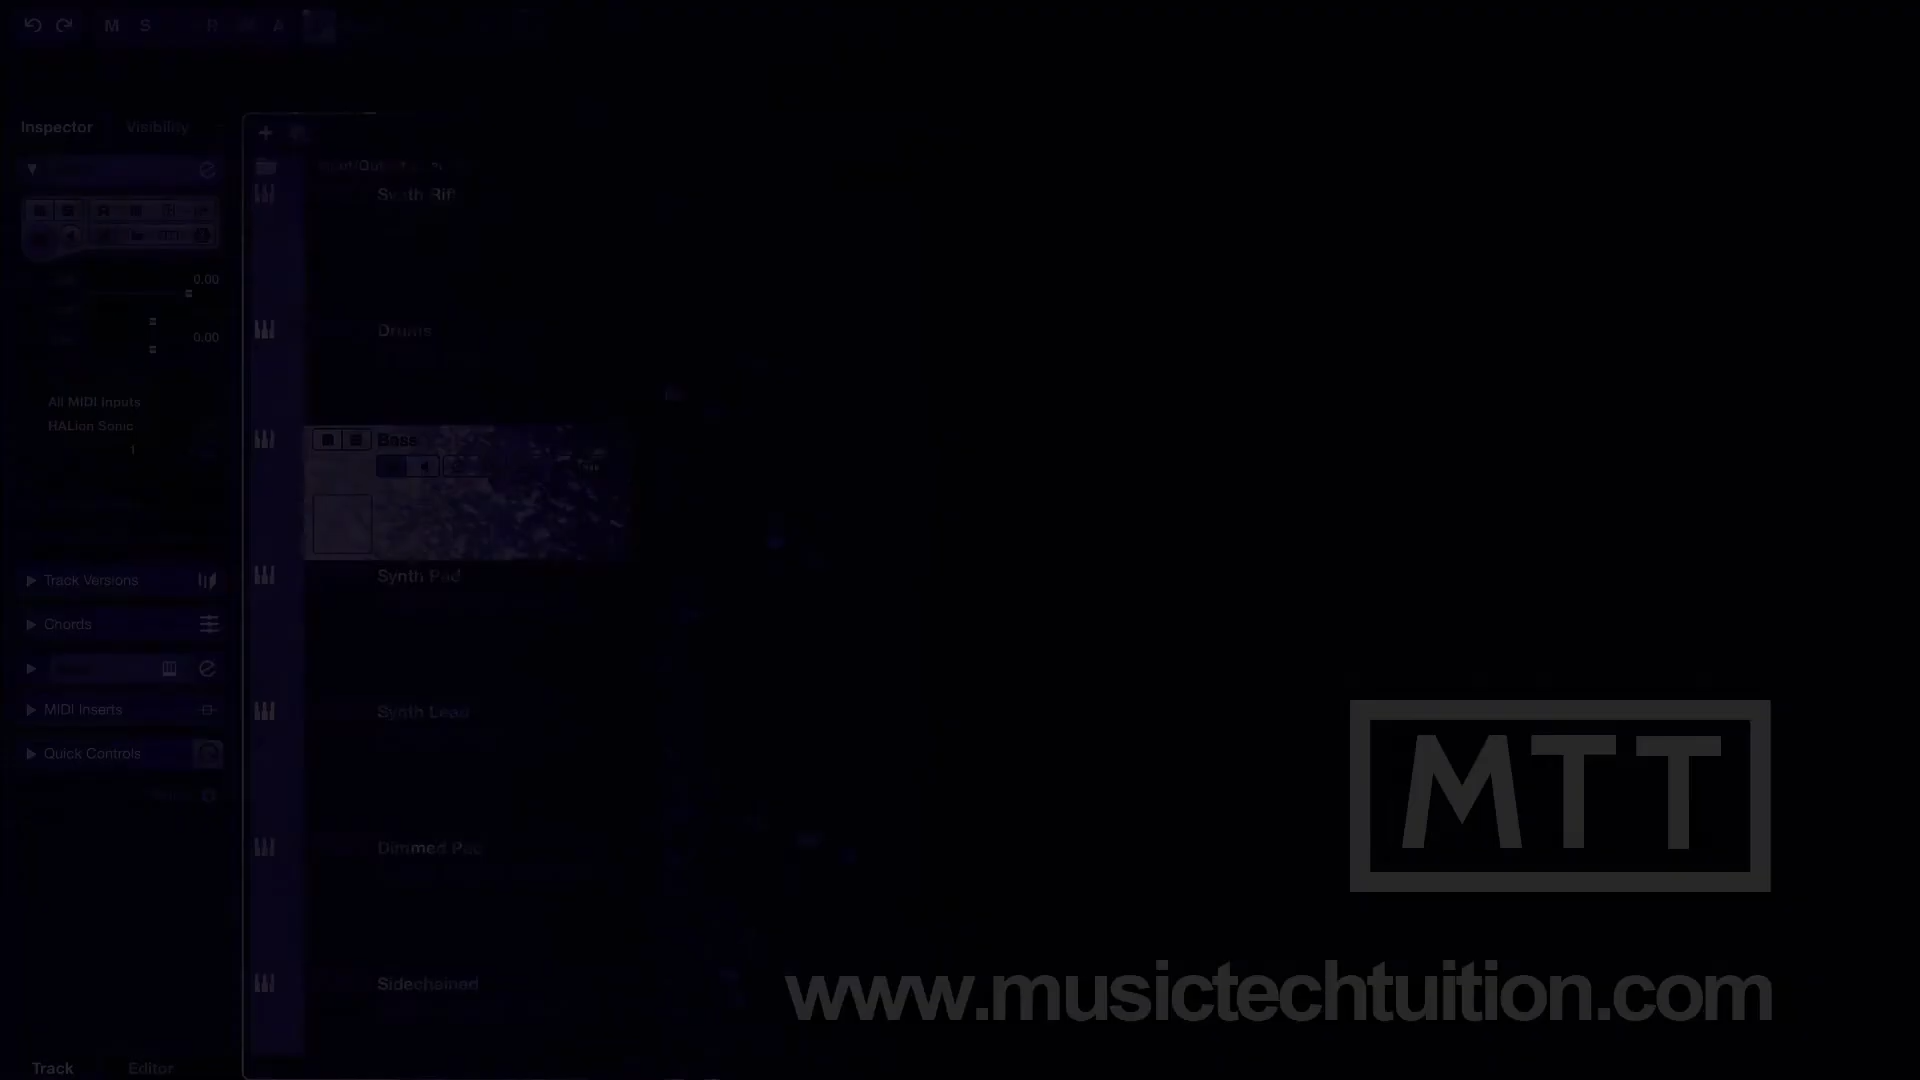 M S R A
Inspector Visibility
Synth Riff
0.00
Drums
0.00
All MIDI Inputs
HALion Sonic
1
Bass
Track Versions
Synth Pad
Chords
MIDI Inserts
Synth Lead
Quick Controls
MTT
Dimmed Pad
Sidechained
www.musictechtuition.com
Track Editor